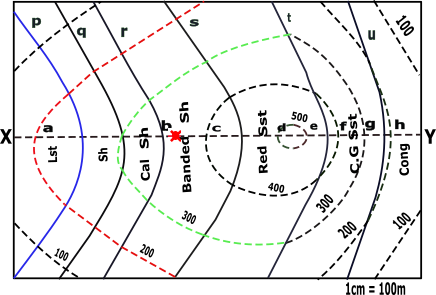 p
q
r
s
t
u
100
500
X
a
b
c
d
e
f
g
h
Y
Lst
Sh
Cal Sh
Banded Sh
Red Sst
C.G Sst
Cong
400
300
300
200
200
100
100
1cm = 100m